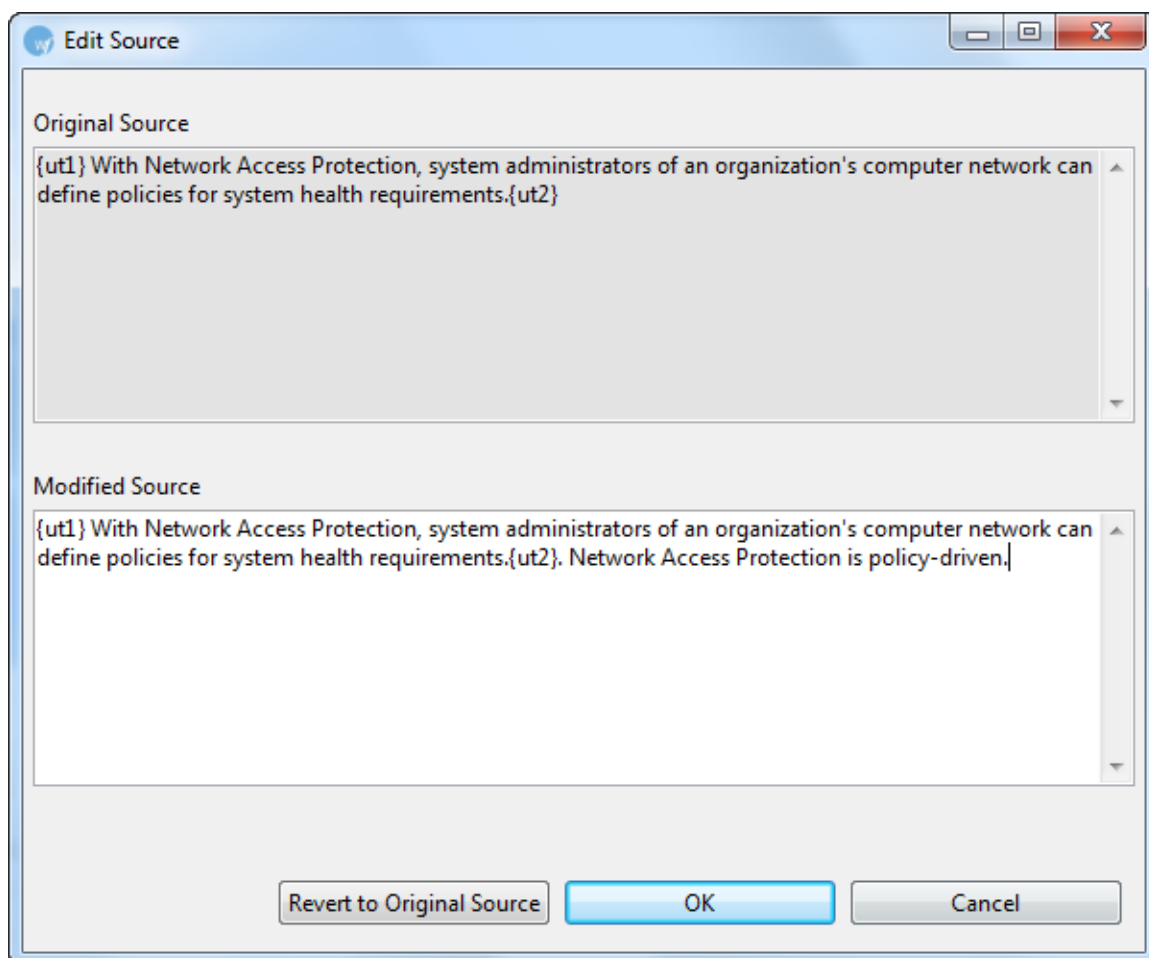 Edit Source
Original Source
{ut1} With Network Access Protection, system administrators of an organization's computer network can
define policies for system health requirements.{ut2}
Modified Source
{ut1} With Network Access Protection, system administrators of an organization's computer network can
define policies for system health requirements.{ut2}. Network Access Protection is policy-driven.
Revert to Original Source
OK
Cancel